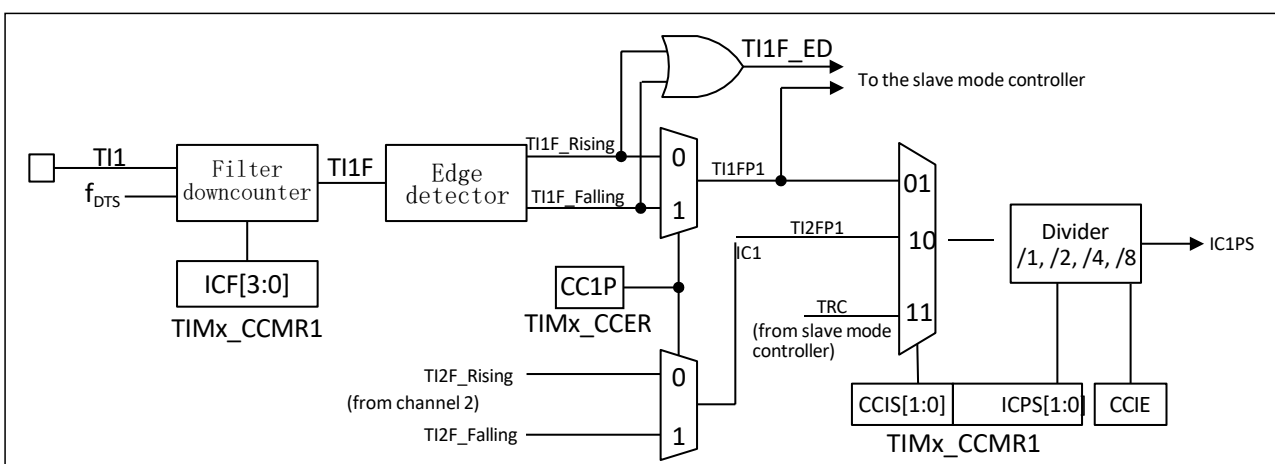 TI1F_ED
To the slave mode controller
TI1
f_DTS
Filter
downcounter
TI1F
Edge
detector
TI1F_Rising
TI1F_Falling
0
1
TI1FP1
01
10
11
TI2FP1
IC1
TRC
(from slave mode
controller)
Divider
/1, /2, /4, /8
IC1PS
ICF[3:0]
TIMx_CCMR1
CC1P
TIMx_CCER
TI2F_Rising
(from channel 2)
TI2F_Falling
0
1
CCIS[1:0]
ICPS[1:0]
CCIE
TIMx_CCMR1